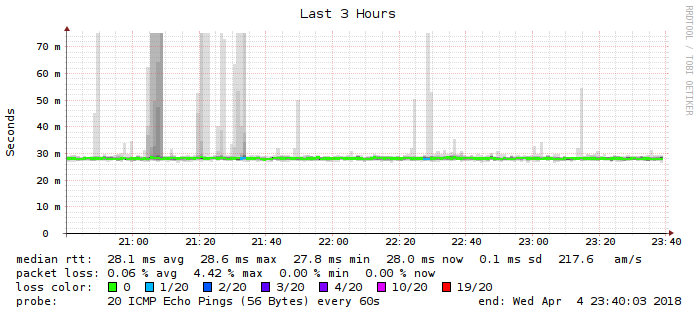 Last 3 Hours
RRDTOOL / TOBI OETIKER
Seconds
70 m
60 m
50 m
40 m
30 m
20 m
10 m
0
21:00 21:20 21:40 22:00 22:20 22:40 23:00 23:20 23:40
median rtt: 28.1 ms avg 28.6 ms max 27.8 ms min 28.0 ms now 0.1 ms sd 217.6 am/s
packet loss: 0.06 % avg 4.42 % max 0.00 % min 0.00 % now
loss color: 0 1/20 2/20 3/20 4/20 10/20 19/20
probe: 20 ICMP Echo Pings (56 Bytes) every 60s end: Wed Apr 4 23:40:03 2018